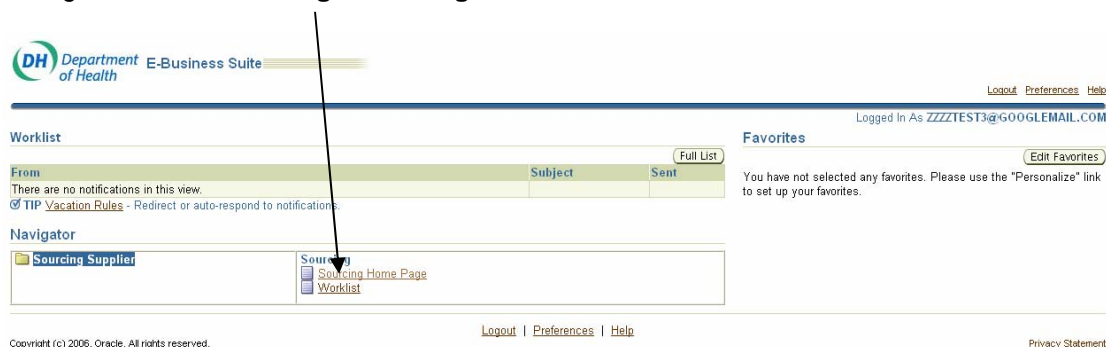 DH Department of Health
E-Business Suite
Logout Preferences Help
Logged In As ZZZZTEST3@GOOGLEMAIL.COM
Worklist
Full List
From Subject Sent
There are no notifications in this view.
TIP Vacation Rules - Redirect or auto-respond to notifications.
Favorites
Edit Favorites
You have not selected any favorites. Please use the "Personalize" link
to set up your favorites.
Navigator
Sourcing Supplier
Sourcing
Sourcing Home Page
Worklist
Logout | Preferences | Help
Copyright (c) 2006, Oracle. All rights reserved.
Privacy Statement